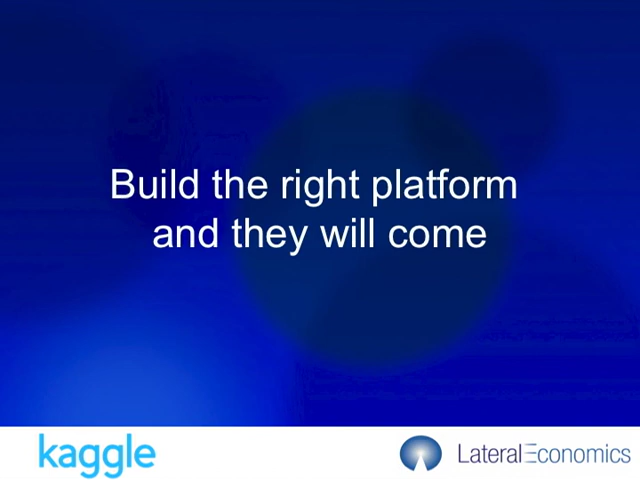 Build the right platform
and they will come
kaggle
LateralEconomics